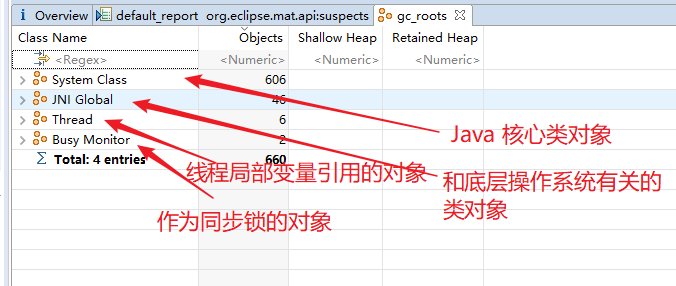 Overview default_report org.eclipse.mat.api:suspects gc_roots
Class Name Objects Shallow Heap Retained Heap
<Regex> <Numeric> <Numeric> <Numeric>
System Class 606
JNI Global 46
Thread 6
Busy Monitor 2
Total: 4 entries 660
Java 核心类对象
线程局部变量引用的对象
和底层操作系统有关的
类对象
作为同步锁的对象